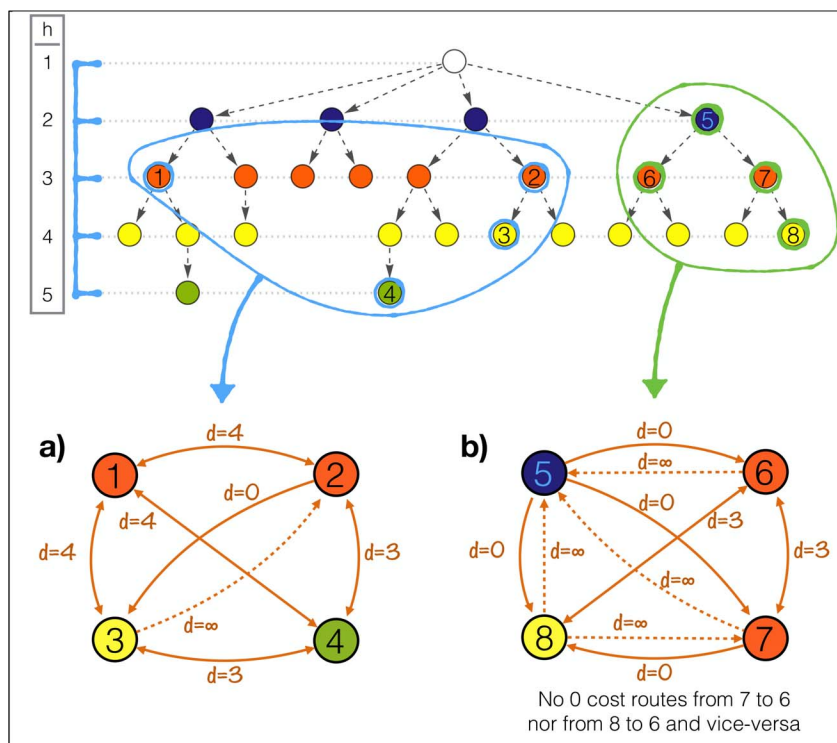 h
1
2
5
3
1
2
6
7
4
3
8
5
4
a)
b)
d=4
d=0
1
2
5
d=∞
6
d=0
d=0
d=4
d=4
d=3
d=0
d=∞
d=3
d=3
d=∞
3
d=∞
4
8
d=∞
7
d=3
d=0
No 0 cost routes from 7 to 6
nor from 8 to 6 and vice-versa